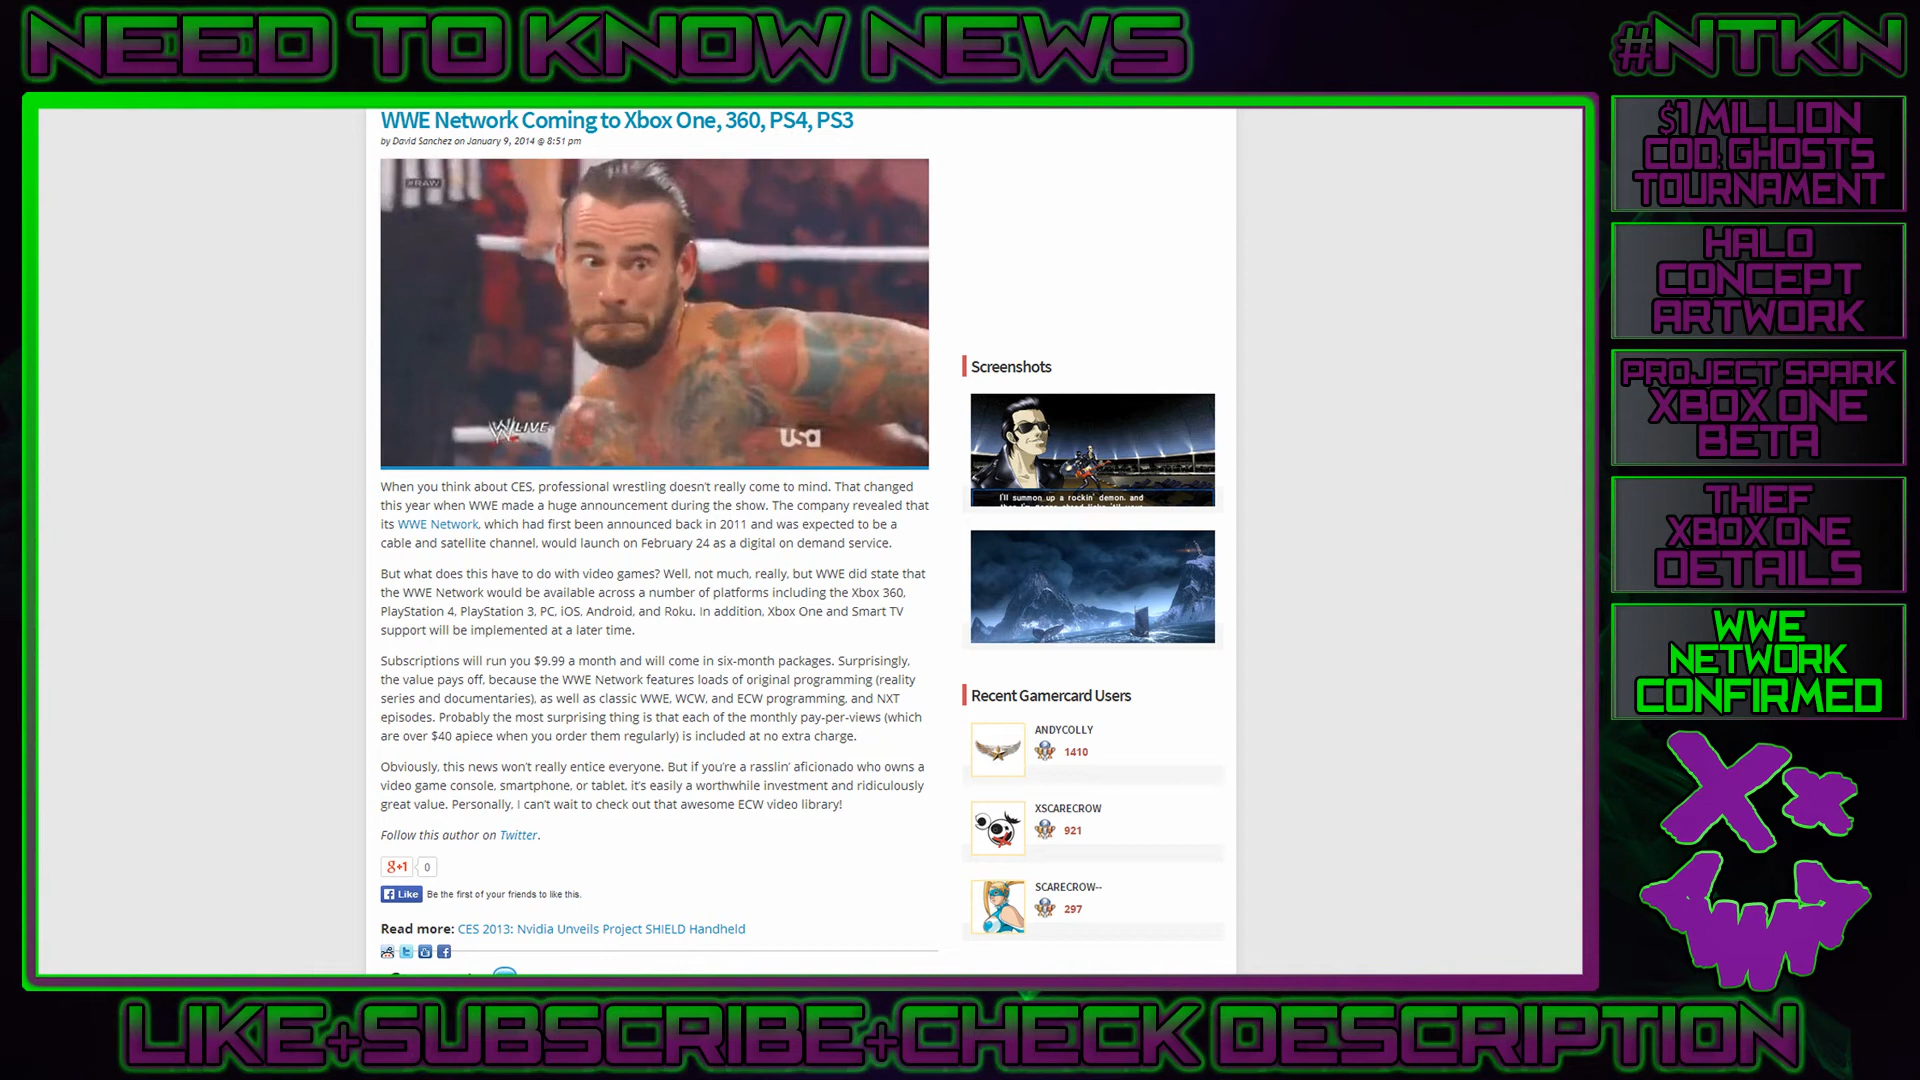 NEED TO KNOW NEWS
#NTKN
WWE Network Coming to Xbox One, 360, PS4, PS3
by David Sanchez on January 9, 2014 @ 8:51 pm
#RAW
W LIVE
usa
When you think about CES, professional wrestling doesn't really come to mind. That changed
this year when WWE made a huge announcement during the show. The company revealed that
its WWE Network, which had first been announced back in 2011 and was expected to be a
cable and satellite channel, would launch on February 24 as a digital on demand service.
But what does this have to do with video games? Well, not much, really, but WWE did state that
the WWE Network would be available across a number of platforms including the Xbox 360,
PlayStation 4, PlayStation 3, PC, iOS, Android, and Roku. In addition, Xbox One and Smart TV
support will be implemented at a later time.
Subscriptions will run you $9.99 a month and will come in six-month packages. Surprisingly,
the value pays off, because the WWE Network features loads of original programming (reality
series and documentaries), as well as classic WWE, WCW, and ECW programming, and NXT
episodes. Probably the most surprising thing is that each of the monthly pay-per-views (which
are over $40 apiece when you order them regularly) is included at no extra charge.
Obviously, this news won't really entice everyone. But if you're a rasslin' aficionado who owns a
video game console, smartphone, or tablet, it's easily a worthwhile investment and ridiculously
great value. Personally, I can't wait to check out that awesome ECW video library!
Follow this author on Twitter.
g+1 0
Like Be the first of your friends to like this.
Read more: CES 2013: Nvidia Unveils Project SHIELD Handheld
Screenshots
I'll summon up a rockin' demon, and
Recent Gamercard Users
ANDYCOLLY
1410
XSCARECROW
921
SCARECROW--
297
$1 MILLION
COD: GHOSTS
TOURNAMENT
HALO
CONCEPT
ARTWORK
PROJECT SPARK
XBOX ONE
BETA
THIEF
XBOX ONE
DETAILS
WWE
NETWORK
CONFIRMED
LIKE+SUBSCRIBE+CHECK DESCRIPTION